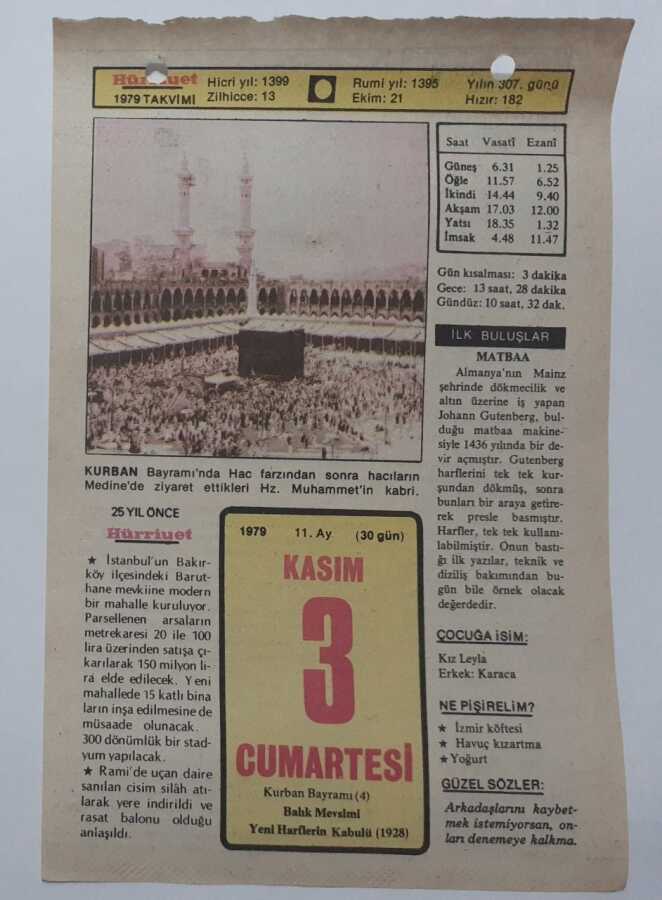 Hürriyet
1979 TAKVİMİ
Hicri yıl: 1399
Zilhicce: 13
Rumi yıl: 1395
Ekim: 21
Yılın 307. günü
Hızır: 182
Saat Vasatî Ezanî
Güneş 6.31 1.25
Öğle 11.57 6.52
İkindi 14.44 9.40
Akşam 17.03 12.00
Yatsı 18.35 1.32
İmsak 4.48 11.47
Gün kısalması: 3 dakika
Gece: 13 saat, 28 dakika
Gündüz: 10 saat, 32 dak.
İLK BULUŞLAR
MATBAA
Almanya'nın Mainz
şehrinde dökmecilik ve
altın üzerine iş yapan
Johann Gutenberg, bul-
duğu matbaa makine-
siyle 1436 yılında bir de-
vir açmıştır. Gutenberg
harflerini tek tek kur-
şundan dökmüş, sonra
bunları bir araya getire-
rek presle basmıştır.
Harfler, tek tek kullanı-
labilmiştir. Onun bastı-
ğı ilk yazılar, teknik ve
diziliş bakımından bu-
gün bile örnek olacak
değerdedir.
ÇOCUĞA İSİM:
Kız Leyla
Erkek: Karaca
NE PİŞİRELİM?
★ İzmir köftesi
★ Havuç kızartma
★ Yoğurt
GÜZEL SÖZLER:
Arkadaşlarını kaybet-
mek istemiyorsan, on-
ları denemeye kalkma.
KURBAN Bayramı'nda Hac farzından sonra hacıların
Medine'de ziyaret ettikleri Hz. Muhammet'in kabri.
25 YIL ÖNCE
Hürriyet
★ İstanbul'un Bakır-
köy ilçesindeki Barut-
hane mevkiine modern
bir mahalle kuruluyor.
Parsellenen arsaların
metrekaresi 20 ile 100
lira üzerinden satışa çı-
karılarak 150 milyon li-
ra elde edilecek. Yeni
mahallede 15 katlı bina
ların inşa edilmesine de
müsaade olunacak.
300 dönümlük bir stad-
yum yapılacak.
★ Rami'de uçan daire
sanılan cisim silâh atı-
larak yere indirildi ve
rasat balonu olduğu
anlaşıldı.
1979 11. Ay (30 gün)
KASIM
3
CUMARTESİ
Kurban Bayramı (4)
Balık Mevsimi
Yeni Harflerin Kabulü (1928)